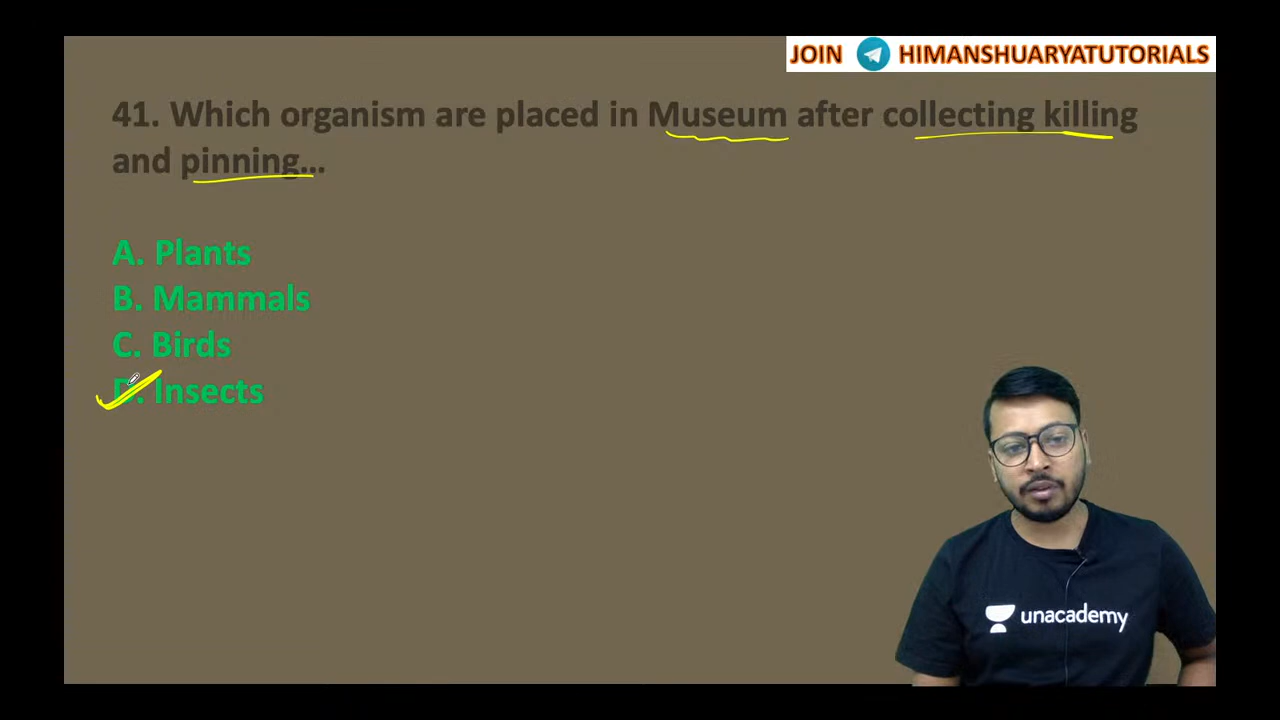 JOIN HIMANSHUARYATUTORIALS
41. Which organism are placed in Museum after collecting killing
and pinning...
A. Plants
B. Mammals
C. Birds
D. Insects
unacademy